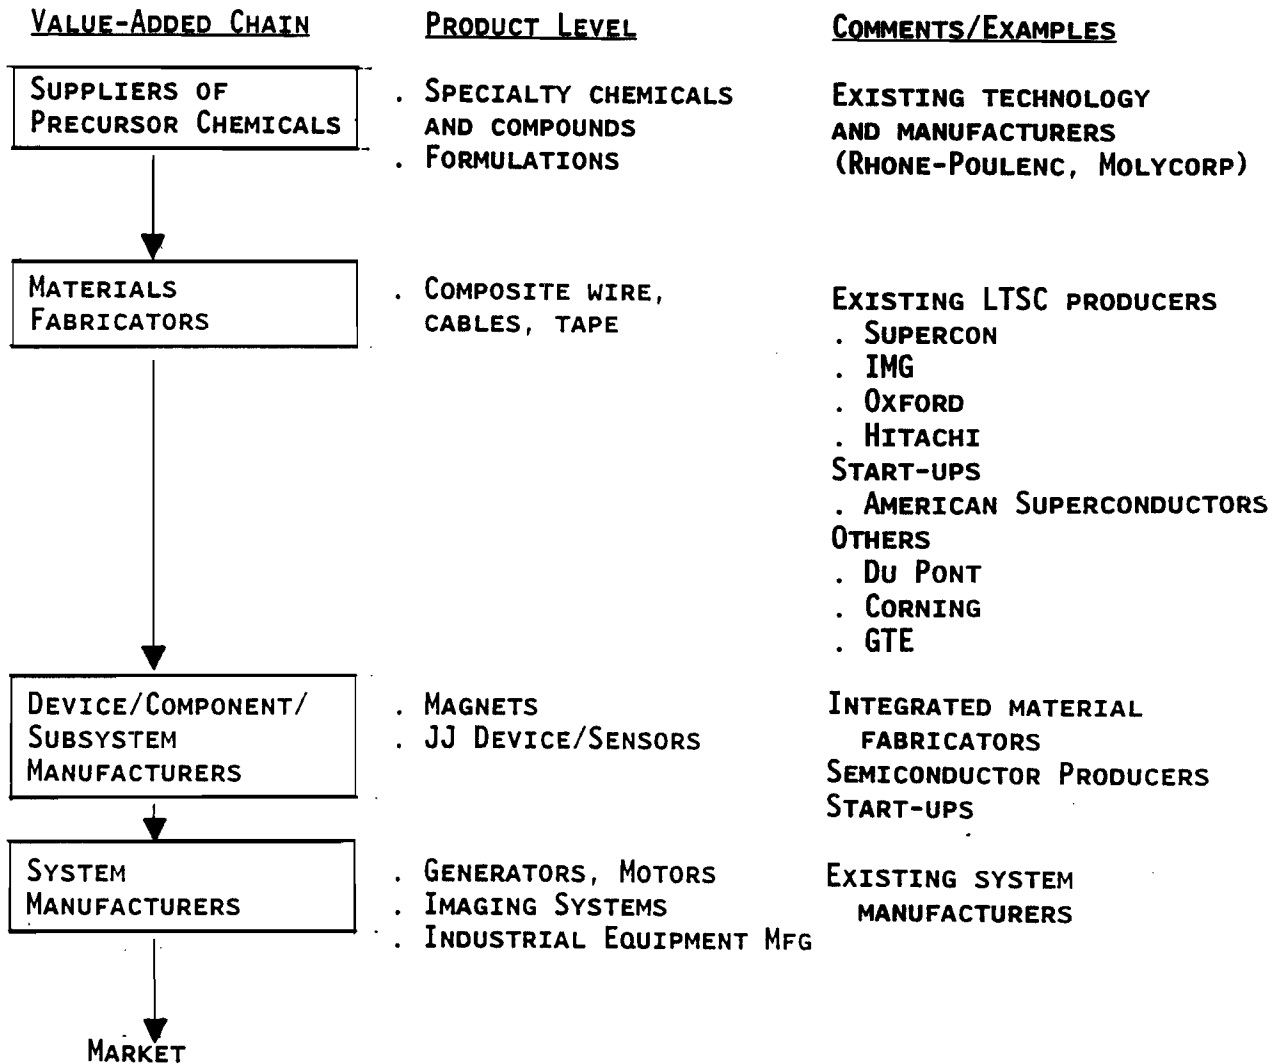 VALUE-ADDED CHAIN
PRODUCT LEVEL
COMMENTS/EXAMPLES
SUPPLIERS OF
PRECURSOR CHEMICALS
. SPECIALTY CHEMICALS
AND COMPOUNDS
. FORMULATIONS
EXISTING TECHNOLOGY
AND MANUFACTURERS
(RHONE-POULENC, MOLYCORP)
MATERIALS
FABRICATORS
. COMPOSITE WIRE,
CABLES, TAPE
EXISTING LTSC PRODUCERS
. SUPERCON
. IMG
. OXFORD
. HITACHI
START-UPS
. AMERICAN SUPERCONDUCTORS
OTHERS
. DU PONT
. CORNING
. GTE
DEVICE/COMPONENT/
SUBSYSTEM
MANUFACTURERS
. MAGNETS
. JJ DEVICE/SENSORS
INTEGRATED MATERIAL
FABRICATORS
SEMICONDUCTOR PRODUCERS
START-UPS
SYSTEM
MANUFACTURERS
. GENERATORS, MOTORS
. IMAGING SYSTEMS
. INDUSTRIAL EQUIPMENT MFG
EXISTING SYSTEM
MANUFACTURERS
MARKET